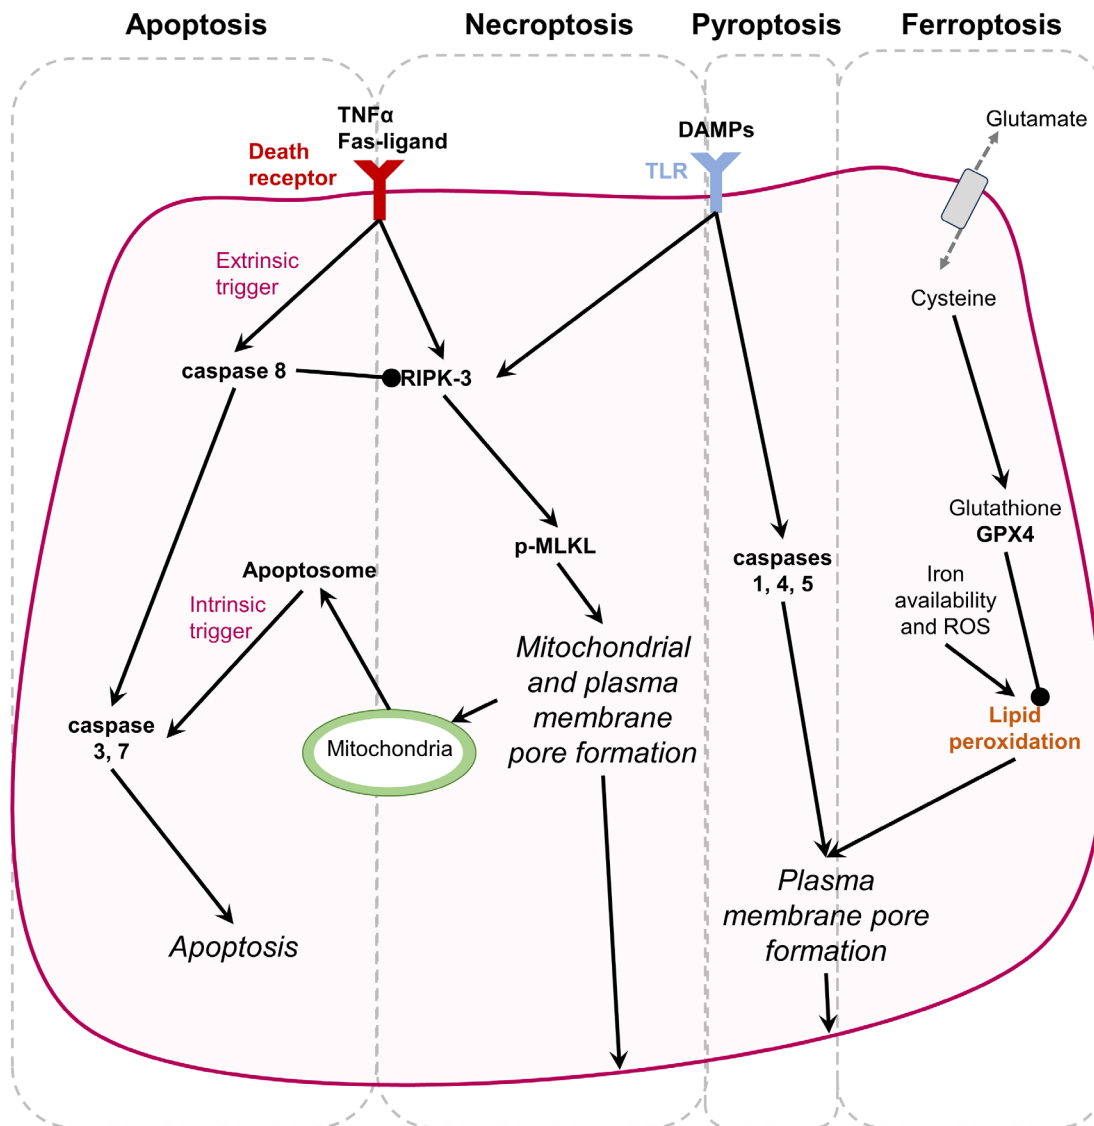 Apoptosis
Necroptosis
Pyroptosis
Ferroptosis
TNFα
Fas-ligand
Death
receptor
DAMPs
TLR
Glutamate
Extrinsic
trigger
Cysteine
caspase 8
RIPK-3
Glutathione
GPX4
p-MLKL
caspases
1, 4, 5
Apoptosome
Iron
availability
and ROS
Intrinsic
trigger
Mitochondrial
and plasma
membrane
pore formation
caspase
3, 7
Mitochondria
Lipid
peroxidation
Plasma
membrane pore
formation
Apoptosis